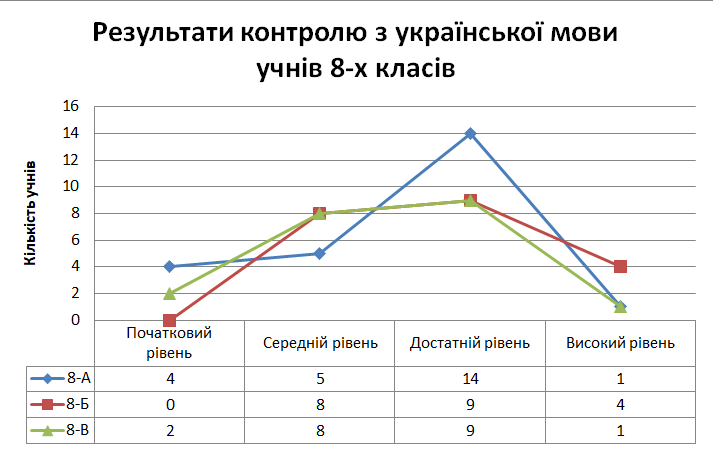 Результати контролю з української мови
учнів 8-х класів
Кількість учнів
16
14
12
10
8
6
4
2
0
Початковий рівень Середній рівень Достатній рівень Високий рівень
8-А 4 5 14 1
8-Б 0 8 9 4
8-В 2 8 9 1